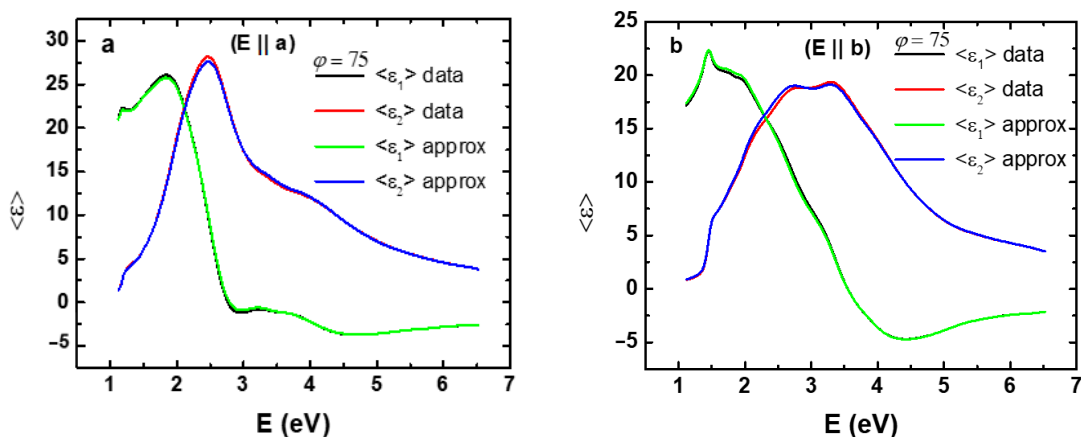 a
(E || a)
φ = 75
<ε₁> data
<ε₂> data
<ε₁> approx
<ε₂> approx
30
25
20
15
10
5
0
−5
<ε>
1 2 3 4 5 6 7
E (eV)
b
(E || b)
φ = 75
<ε₁> data
<ε₂> data
<ε₁> approx
<ε₂> approx
25
20
15
10
5
0
−5
<ε>
1 2 3 4 5 6 7
E (eV)